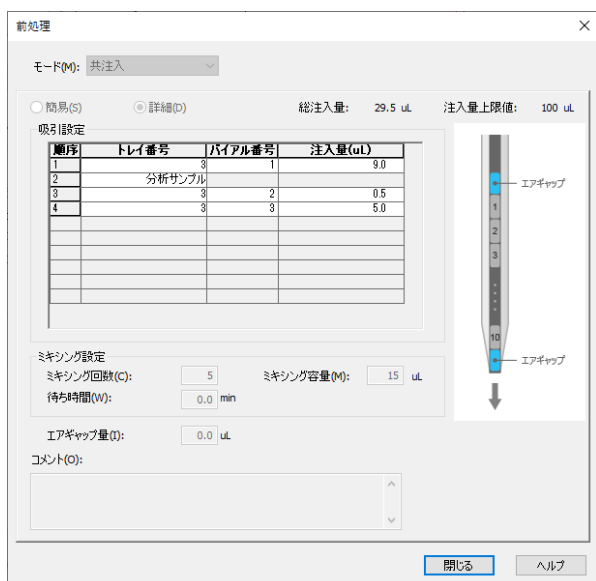 前処理
モード(M): 共注入
簡易(S) 詳細(D) 総注入量: 29.5 uL 注入量上限値: 100 uL
吸引設定
順序 トレイ番号 バイアル番号 注入量(uL)
1 3 1 9.0
2 分析サンプル
3 3 2 0.5
4 3 3 5.0
エアギャップ
1
2
3
10
エアギャップ
ミキシング設定
ミキシング回数(C): 5 ミキシング容量(M): 15 uL
待ち時間(W): 0.0 min
エアギャップ量(I): 0.0 uL
コメント(O):
閉じる ヘルプ